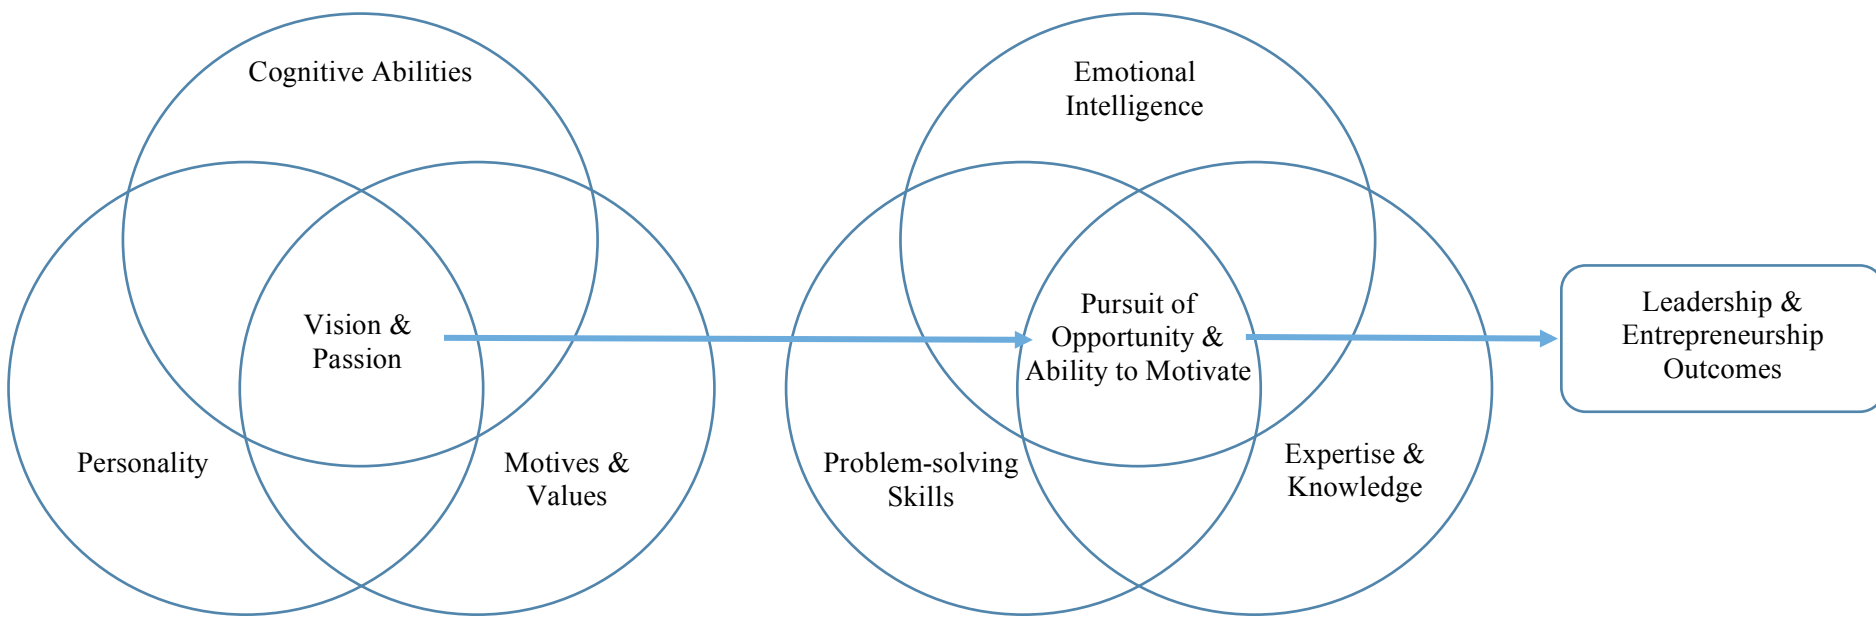 Cognitive Abilities
Vision &
Passion
Personality
Motives &
Values
Emotional
Intelligence
Pursuit of
Opportunity &
Ability to Motivate
Problem-solving
Skills
Expertise &
Knowledge
Leadership &
Entrepreneurship
Outcomes